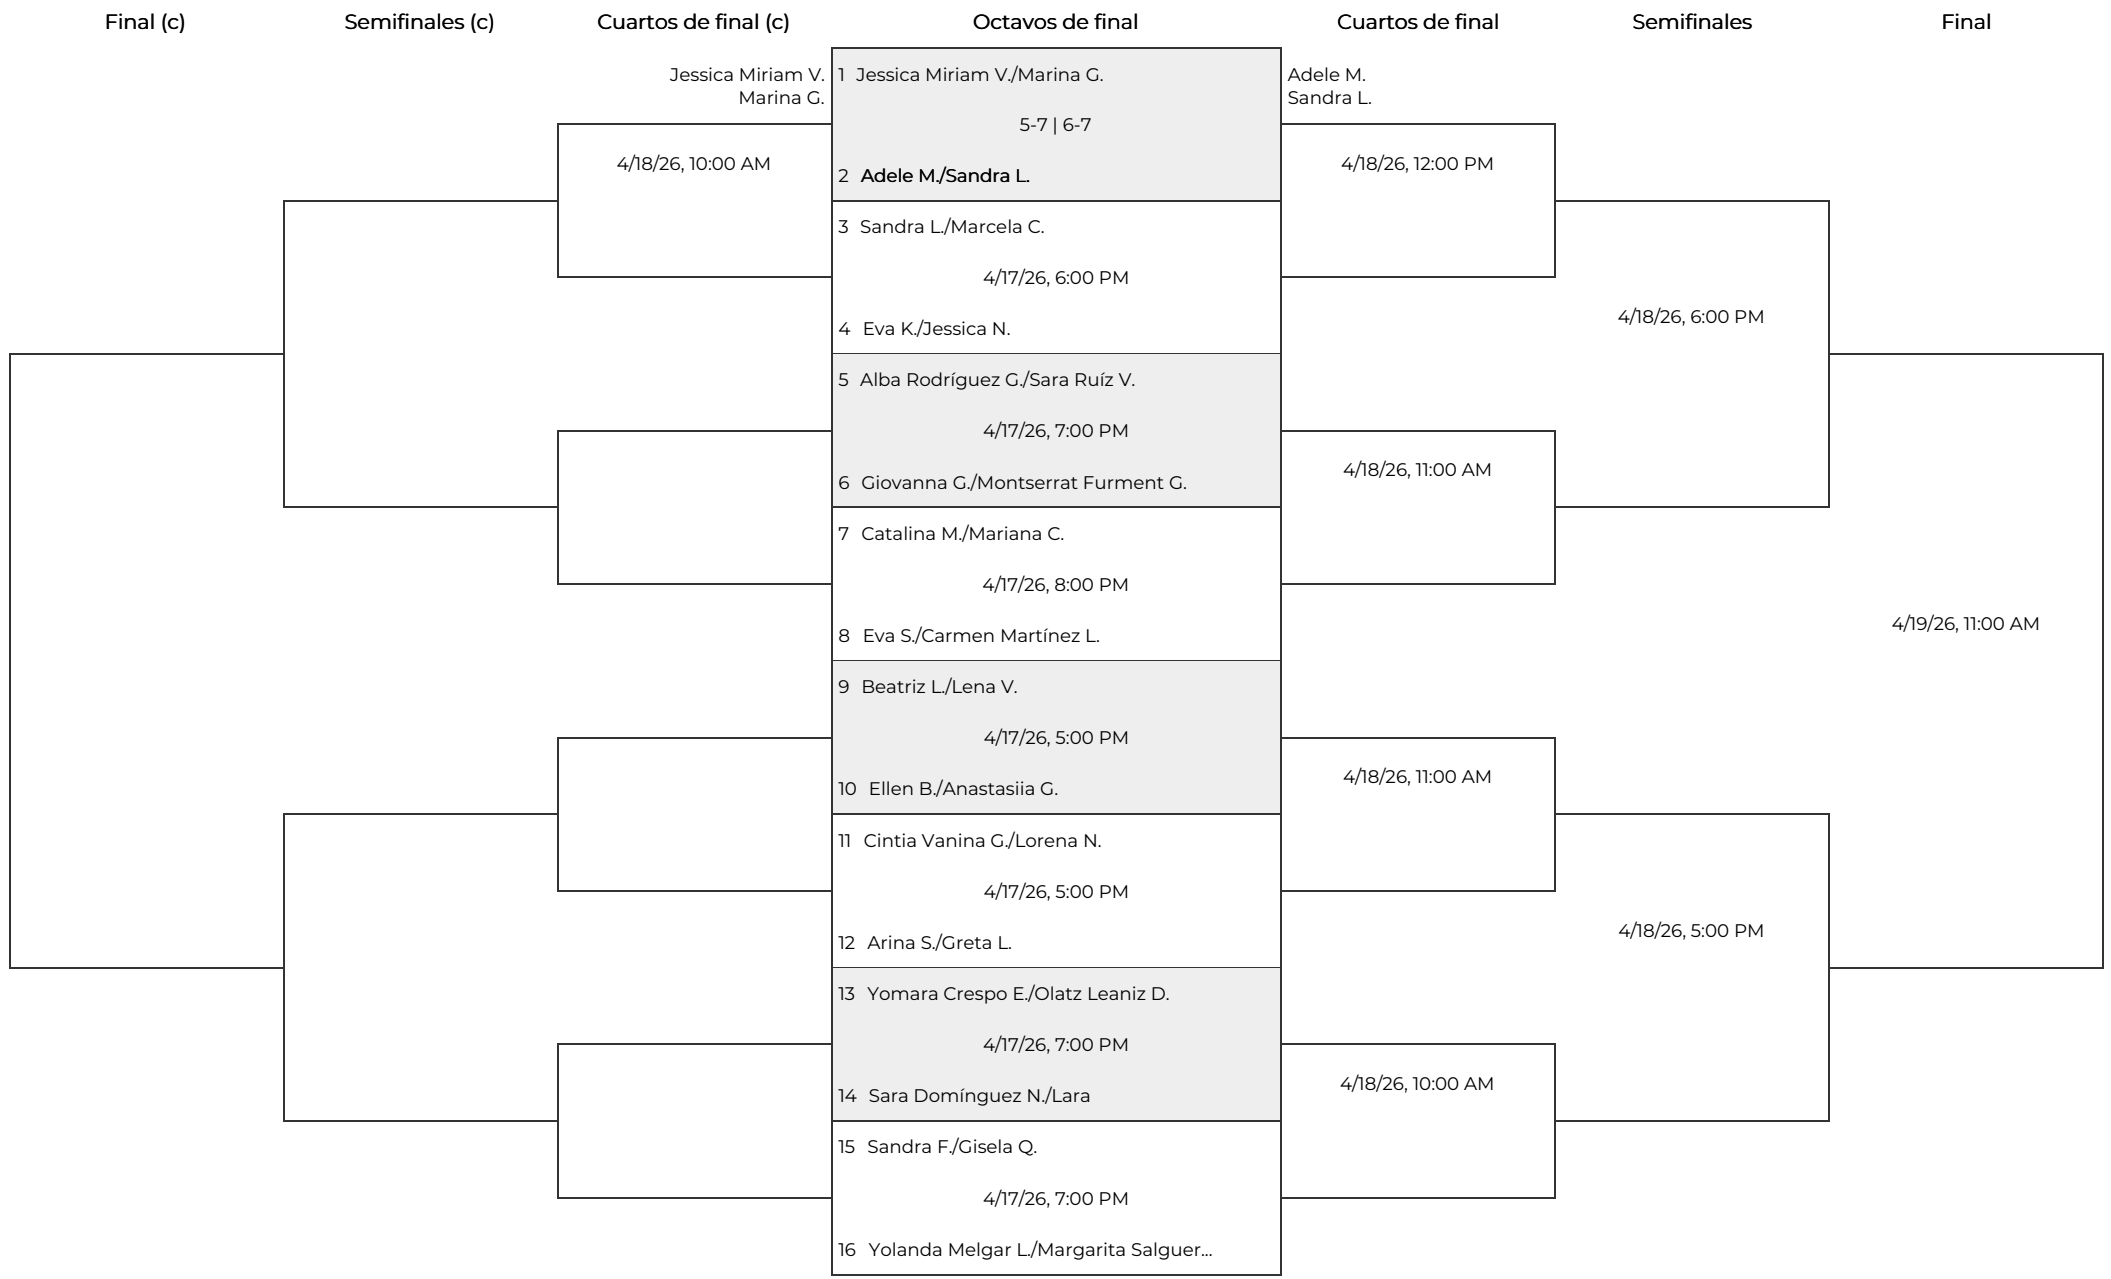 Final (c)
Semifinales (c)
Cuartos de final (c)
Octavos de final
Cuartos de final
Semifinales
Final
Jessica Miriam V.
Marina G.
4/18/26, 10:00 AM
1 Jessica Miriam V./Marina G.
5-7 | 6-7
2 Adele M./Sandra L.
3 Sandra L./Marcela C.
4/17/26, 6:00 PM
4 Eva K./Jessica N.
5 Alba Rodríguez G./Sara Ruíz V.
4/17/26, 7:00 PM
6 Giovanna G./Montserrat Furment G.
7 Catalina M./Mariana C.
4/17/26, 8:00 PM
8 Eva S./Carmen Martínez L.
9 Beatriz L./Lena V.
4/17/26, 5:00 PM
10 Ellen B./Anastasiia G.
11 Cintia Vanina G./Lorena N.
4/17/26, 5:00 PM
12 Arina S./Greta L.
13 Yomara Crespo E./Olatz Leaniz D.
4/17/26, 7:00 PM
14 Sara Domínguez N./Lara
15 Sandra F./Gisela Q.
4/17/26, 7:00 PM
16 Yolanda Melgar L./Margarita Salguer...
Adele M.
Sandra L.
4/18/26, 12:00 PM
4/18/26, 11:00 AM
4/18/26, 11:00 AM
4/18/26, 10:00 AM
4/18/26, 6:00 PM
4/18/26, 5:00 PM
4/19/26, 11:00 AM